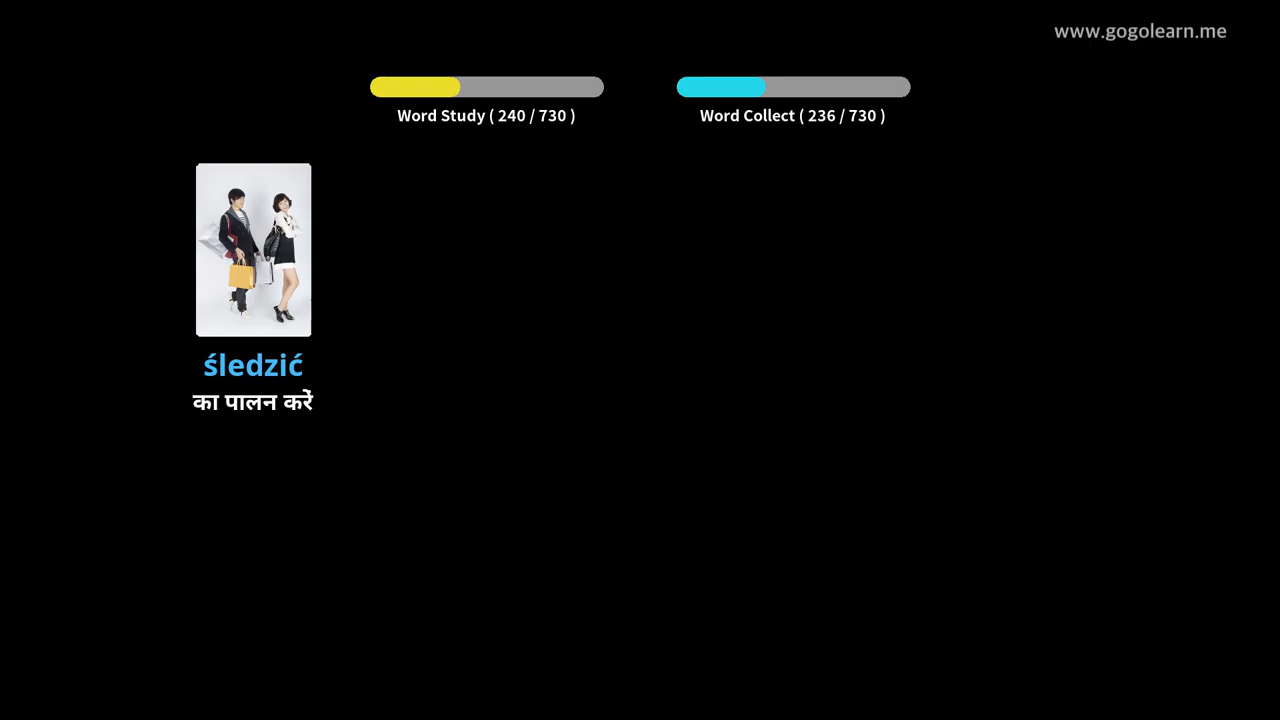 www.gogolearn.me
Word Study ( 240 / 730 )
Word Collect ( 236 / 730 )
śledzić
का पालन करें